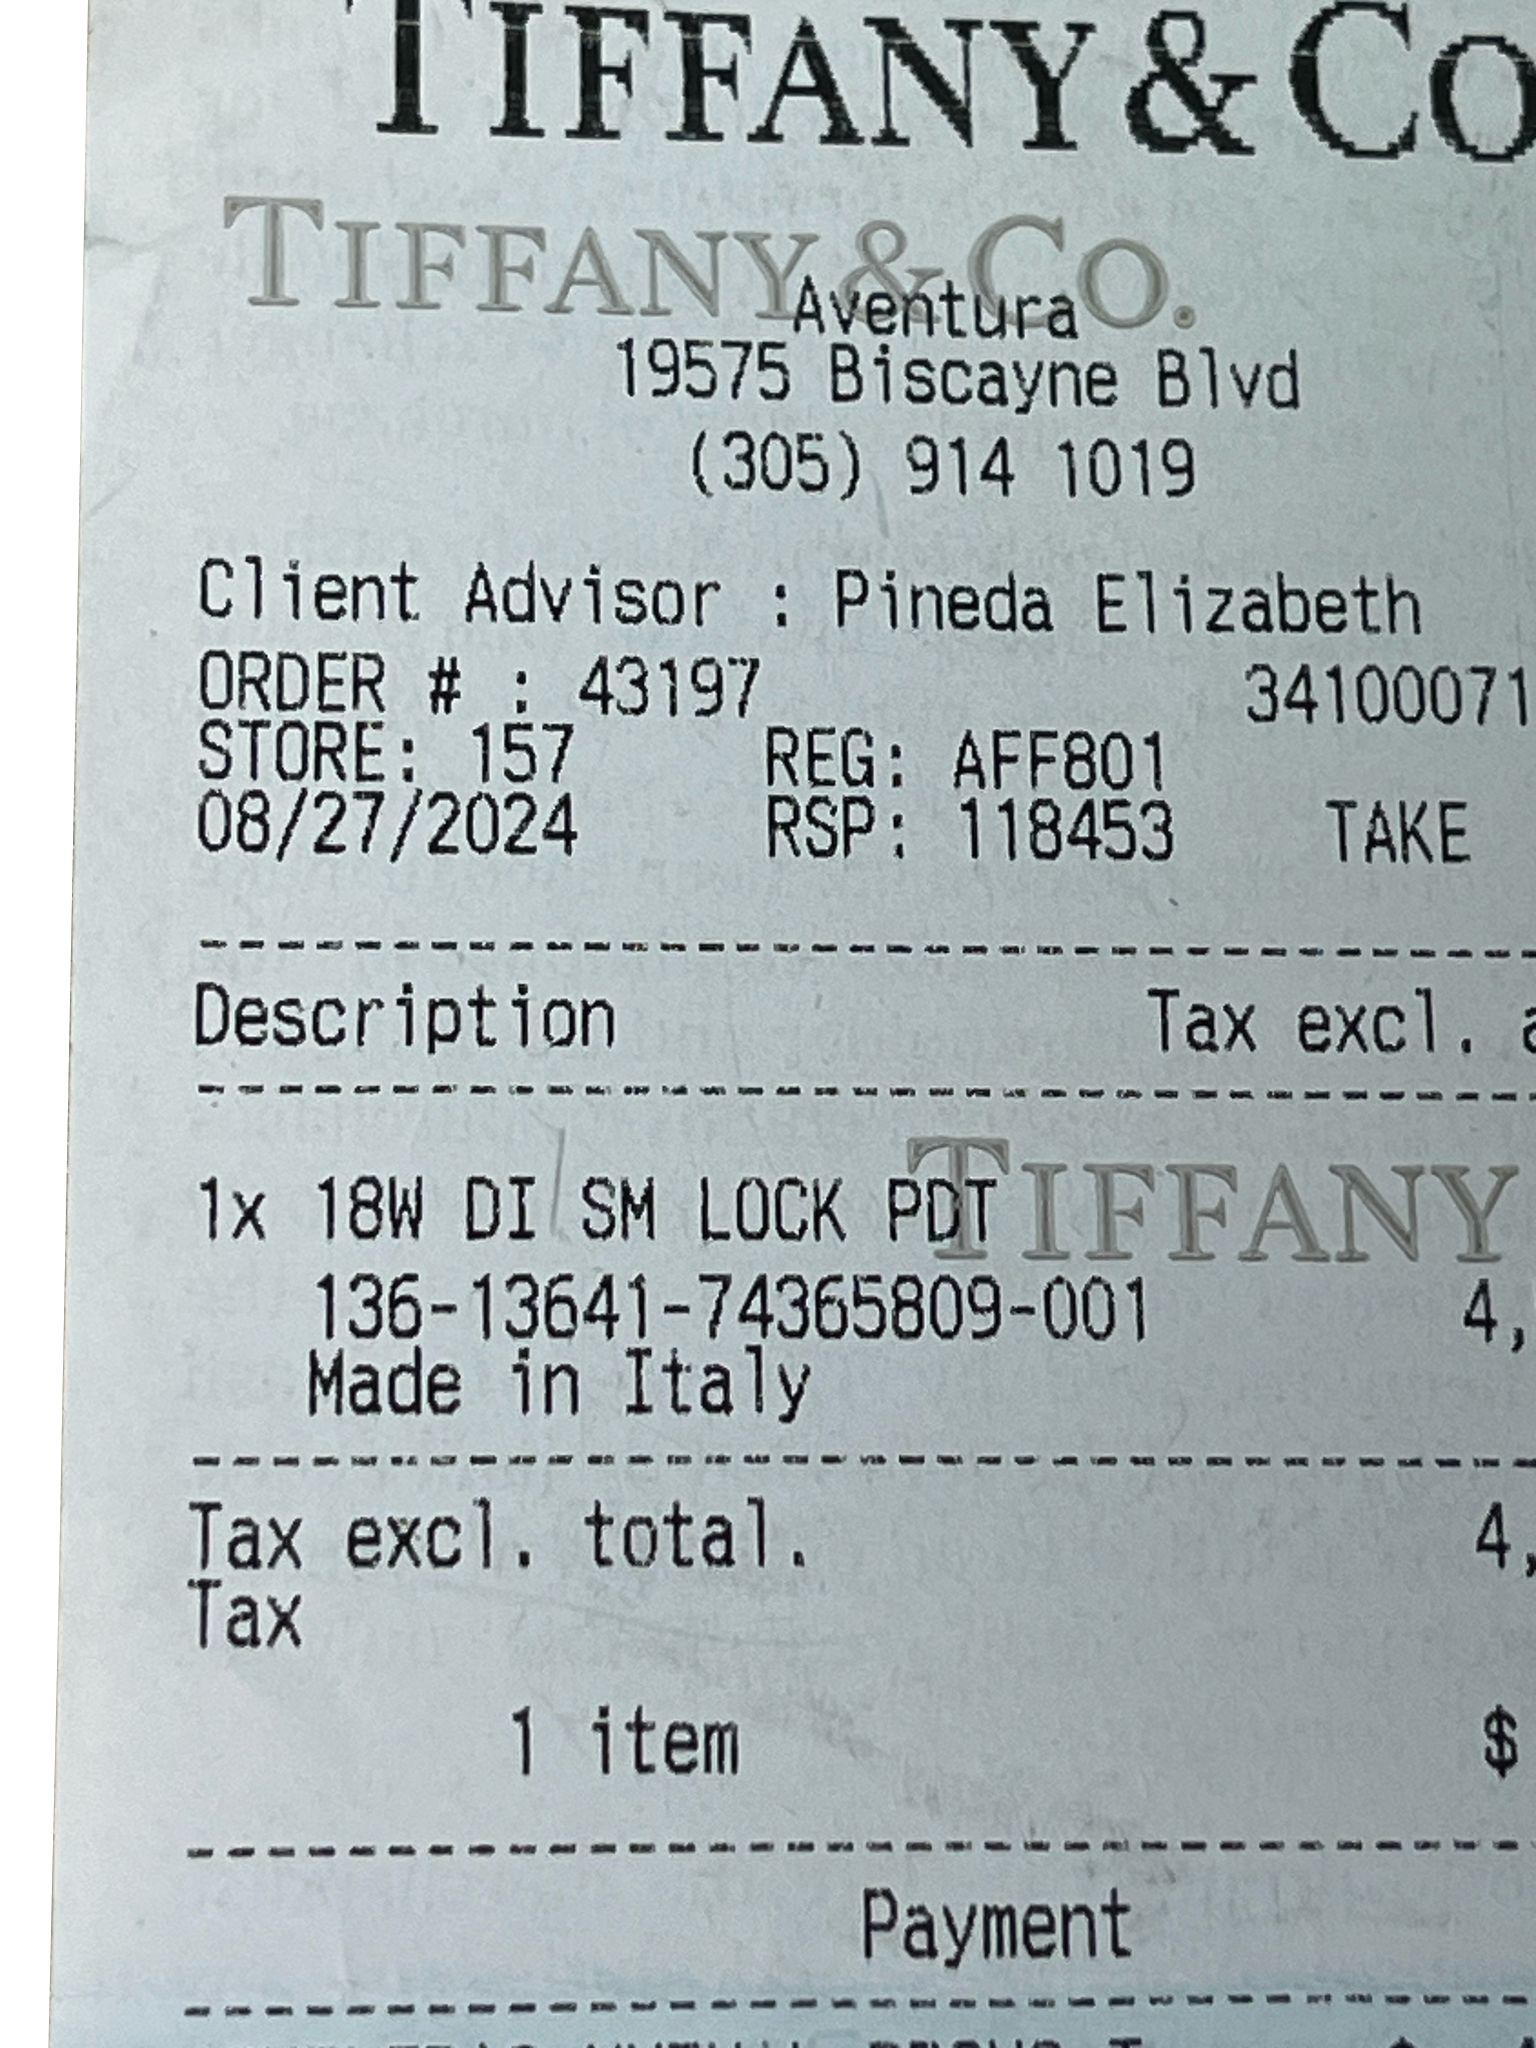 TIFFANY & CO
TIFFANY & CO.
Aventura
19575 Biscayne Blvd
(305) 914 1019
Client Advisor : Pineda Elizabeth
ORDER # : 43197 34100071
STORE: 157 REG: AFF801
08/27/2024 RSP: 118453 TAKE
Description Tax excl. a
TIFFANY
1x 18W DI SM LOCK PDT
136-13641-74365809-001 4,
Made in Italy
Tax excl. total. 4,
Tax
1 item $
Payment